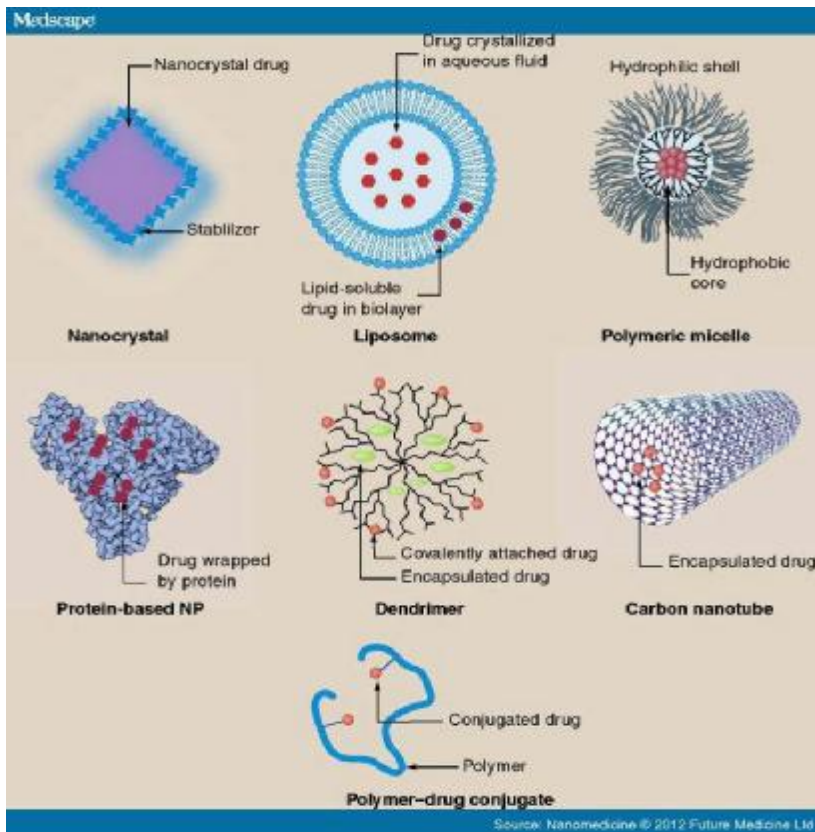 Medscape
Nanocrystal drug
Stabliizer
Nanocrystal
Drug crystallized
in aqueous fluid
Lipid-soluble
drug in biolayer
Liposome
Hydrophilic shell
Hydrophobic
core
Polymeric micelle
Drug wrapped
by protein
Protein-based NP
Covalently attached drug
Encapsulated drug
Dendrimer
Encapsulated drug
Carbon nanotube
Conjugated drug
Polymer
Polymer–drug conjugate
Source: Nanomedicine © 2012 Future Medicine Ltd